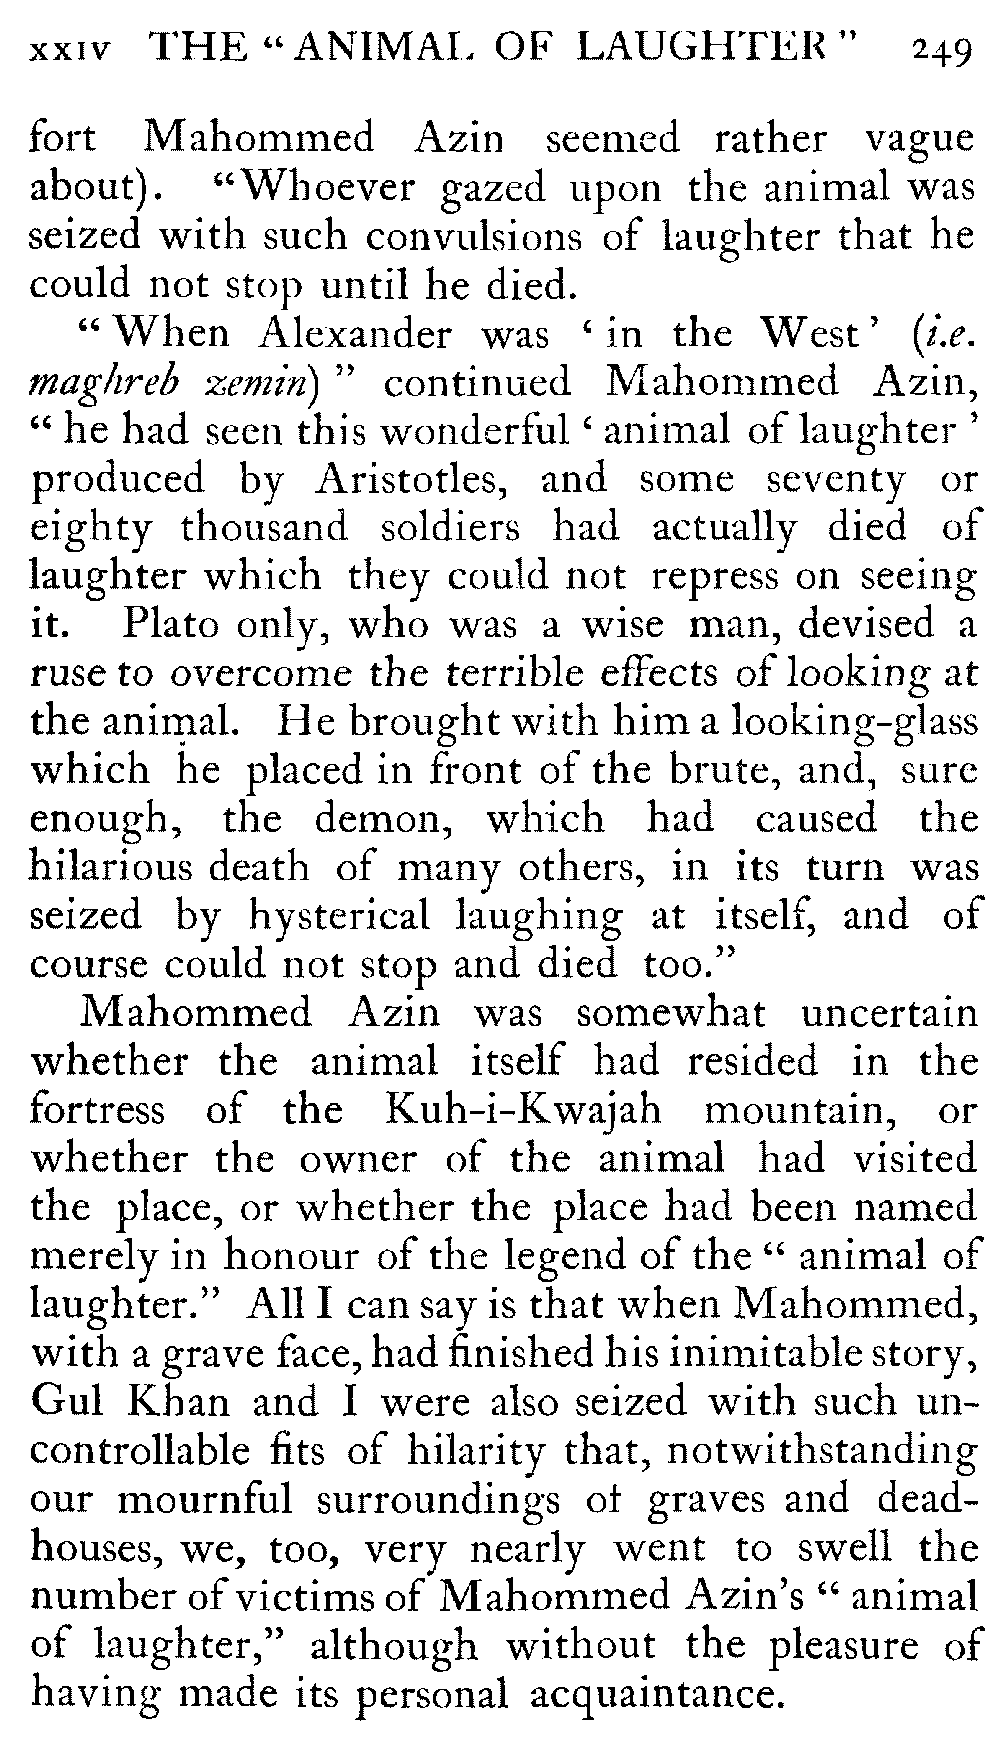 xxiv THE "ANIMAL OF LAUGHTER" 249
fort Mahommed Azin seemed rather vague
about). "Whoever gazed upon the animal was
seized with such convulsions of laughter that he
could not stop until he died.
"When Alexander was 'in the West' (i.e.
maghreb zemin)" continued Mahommed Azin,
"he had seen this wonderful 'animal of laughter'
produced by Aristotles, and some seventy or
eighty thousand soldiers had actually died of
laughter which they could not repress on seeing
it. Plato only, who was a wise man, devised a
ruse to overcome the terrible effects of looking at
the animal. He brought with him a looking-glass
which he placed in front of the brute, and, sure
enough, the demon, which had caused the
hilarious death of many others, in its turn was
seized by hysterical laughing at itself, and of
course could not stop and died too."
Mahommed Azin was somewhat uncertain
whether the animal itself had resided in the
fortress of the Kuh-i-Kwajah mountain, or
whether the owner of the animal had visited
the place, or whether the place had been named
merely in honour of the legend of the "animal of
laughter." All I can say is that when Mahommed,
with a grave face, had finished his inimitable story,
Gul Khan and I were also seized with such un-
controllable fits of hilarity that, notwithstanding
our mournful surroundings of graves and dead-
houses, we, too, very nearly went to swell the
number of victims of Mahommed Azin's "animal
of laughter," although without the pleasure of
having made its personal acquaintance.